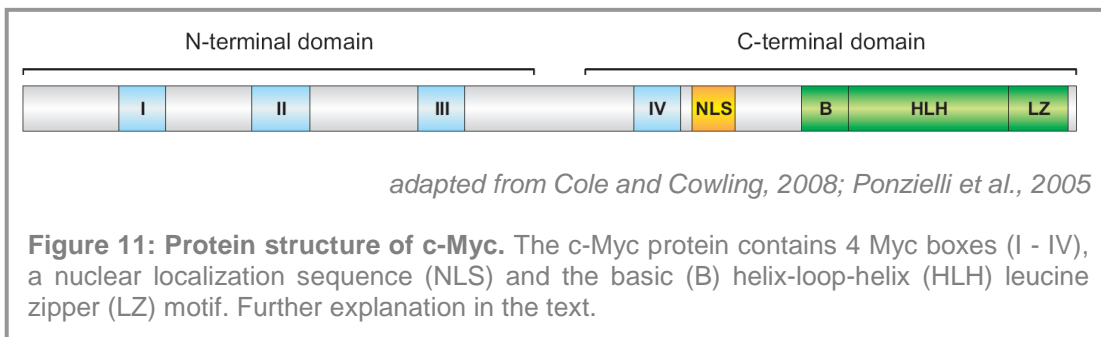 N-terminal domain C-terminal domain
I II III IV NLS B HLH LZ
adapted from Cole and Cowling, 2008; Ponzielli et al., 2005
Figure 11: Protein structure of c-Myc. The c-Myc protein contains 4 Myc boxes (I - IV),
a nuclear localization sequence (NLS) and the basic (B) helix-loop-helix (HLH) leucine
zipper (LZ) motif. Further explanation in the text.